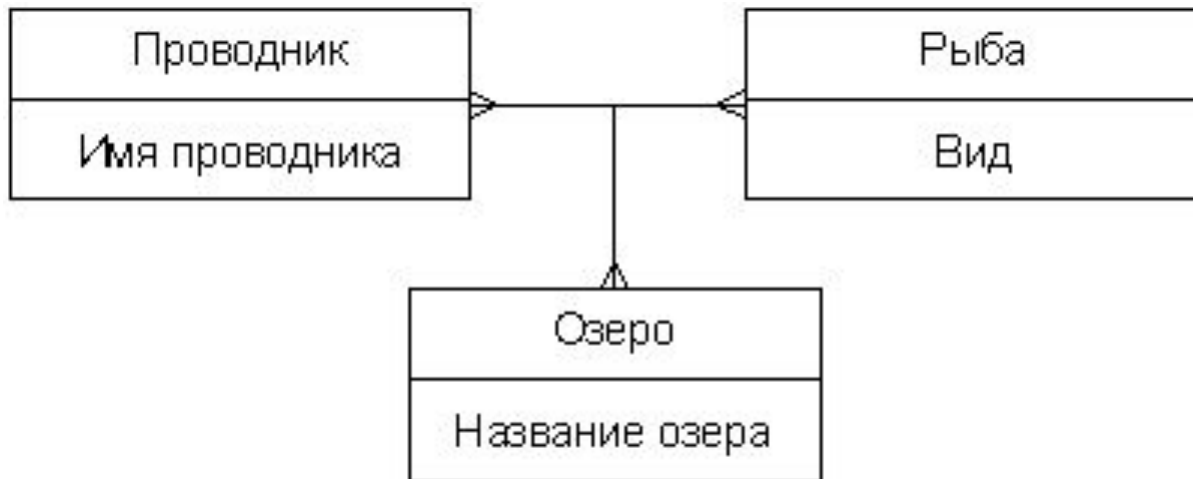 Проводник
Имя проводника
Рыба
Вид
Озеро
Название озера